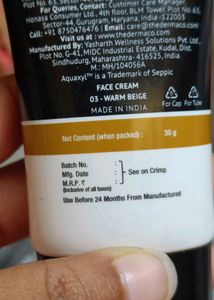 Plot No. 63, Sector-44,
For Queries, Contact: Customer Care Manager,
Honasa Consumer Ltd. 4th floor, BLM Tower, Plot No. 63,
Sector-44, Gurugram, Haryana, India-122003
Call: +91 8750476476 | Email: care@thedermaco.com
Visit us at - www.thedermaco.com
Manufactured By: Yasharth Wellness Solutions Pvt. Ltd.
Plot No. G-41, MIDC Industrial Estate, Kudal, Dist.
Sindhudurg, Maharashtra - 416525, India
M.L.: MH/104056A
Aquaxyl™ is a Trademark of Seppic
FACE CREAM
03 - WARM BEIGE
MADE IN INDIA
For Cap For Tube
Net Content (when packed) : 30 g
Batch No. :
Mfg. Date : See on Crimp
M.R.P. ₹ :
(Inclusive of all taxes)
Use Before 24 Months From Manufactured